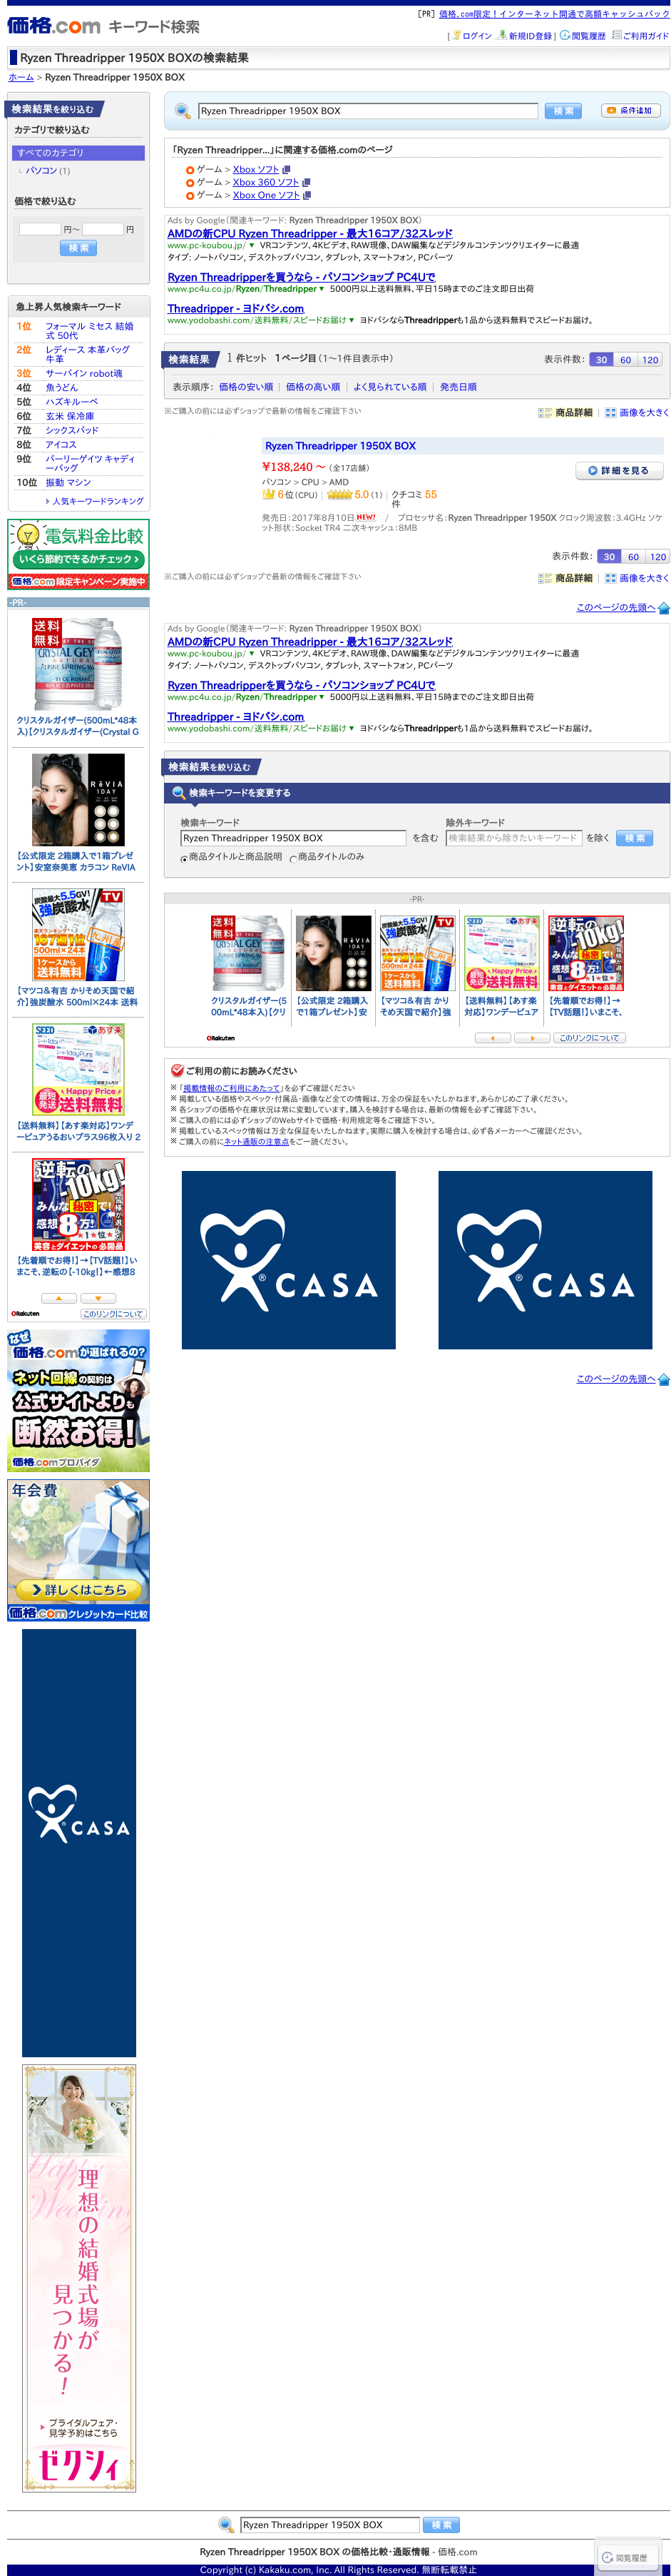 [PR] 価格.com限定！インターネット開通で高額キャッシュバック
価格.com キーワード検索
[ ログイン 新規ID登録 ] 閲覧履歴 ご利用ガイド
Ryzen Threadripper 1950X BOXの検索結果
ホーム > Ryzen Threadripper 1950X BOX
検索結果を絞り込む
カテゴリで絞り込む
すべてのカテゴリ
パソコン (1)
価格で絞り込む
円～ 円
検索
急上昇人気検索キーワード
1位 フォーマル ミセス 結婚
式 50代
2位 レディース 本革バッグ
牛革
3位 サーバイン robot魂
4位 魚うどん
5位 ハズキルーペ
6位 玄米 保冷庫
7位 シックスパッド
8位 アイコス
9位 バーリーゲイツ キャディ
ーバッグ
10位 振動 マシン
人気キーワードランキング
電気料金比較
いくら節約できるかチェック
価格.com限定キャンペーン実施中
-PR-
送料無料
CRYSTAL GEYSER
NATURAL
ALPINE SPRING WATER
クリスタルガイザー(500mL*48本
入)【クリスタルガイザー(Crystal G
ReVIA
1DAY
【公式限定 2箱購入で1箱プレゼ
ント】安室奈美恵 カラコン ReVIA
炭酸最大5.5GV!
TV
強炭酸水
500ml×24本
1ケースから
送料無料
【マツコ&有吉 かりそめ天国で紹
介】強炭酸水 500ml×24本 送料
SEED あす楽
1dayPure
最短発送
Happy Price
送料無料
【送料無料】【あす楽対応】ワンデ
ーピュアうるおいプラス96枚入り 2
逆転の
-10kg!
みんな秘密で!
感想8万
1★位★
美容とダイエットの必需品
【先着順でお得！】→【TV話題！】い
まこそ、逆転の【-10kg！】←感想8
Rakuten このリンクについて
なぜ
価格.comが選ばれるの?
ネット回線の契約は
公式サイトよりも
断然お得!
価格.comプロバイダ
年会費
詳しくはこちら
価格.comクレジットカード比較
CASA
理想の結婚式場が
見つかる！
Happy Wedding
ブライダルフェア・
見学予約はこちら
ゼクシィ
Ryzen Threadripper 1950X BOX 検索 条件追加
「Ryzen Threadripper...」に関連する価格.comのページ
ゲーム > Xbox ソフト
ゲーム > Xbox 360 ソフト
ゲーム > Xbox One ソフト
Ads by Google（関連キーワード: Ryzen Threadripper 1950X BOX）
AMDの新CPU Ryzen Threadripper - 最大16コア/32スレッド
www.pc-koubou.jp/ ▼ VRコンテンツ、4Kビデオ、RAW現像、DAW編集などデジタルコンテンツクリエイターに最適
タイプ: ノートパソコン, デスクトップパソコン, タブレット, スマートフォン, PCパーツ
Ryzen Threadripperを買うなら - パソコンショップ PC4Uで
www.pc4u.co.jp/Ryzen/Threadripper ▼ 5000円以上送料無料、平日15時までのご注文即日出荷
Threadripper - ヨドバシ.com
www.yodobashi.com/送料無料/スピードお届け ▼ ヨドバシならThreadripperも1品から送料無料でスピードお届け。
検索結果 1 件ヒット 1ページ目（1～1件目表示中） 表示件数： 30 60 120
表示順序： 価格の安い順 | 価格の高い順 | よく見られている順 | 発売日順
※ご購入の前には必ずショップで最新の情報をご確認下さい 商品詳細 | 画像を大きく
Ryzen Threadripper 1950X BOX
¥138,240 ～ （全17店舗） 詳細を見る
パソコン > CPU > AMD
6位（CPU） | 5.0（1） | クチコミ 55
件
発売日：2017年8月10日 NEW! / プロセッサ名：Ryzen Threadripper 1950X クロック周波数：3.4GHz ソケ
ット形状：Socket TR4 二次キャッシュ：8MB
表示件数： 30 60 120
※ご購入の前には必ずショップで最新の情報をご確認下さい 商品詳細 | 画像を大きく
このページの先頭へ
Ads by Google（関連キーワード: Ryzen Threadripper 1950X BOX）
AMDの新CPU Ryzen Threadripper - 最大16コア/32スレッド
www.pc-koubou.jp/ ▼ VRコンテンツ、4Kビデオ、RAW現像、DAW編集などデジタルコンテンツクリエイターに最適
タイプ: ノートパソコン, デスクトップパソコン, タブレット, スマートフォン, PCパーツ
Ryzen Threadripperを買うなら - パソコンショップ PC4Uで
www.pc4u.co.jp/Ryzen/Threadripper ▼ 5000円以上送料無料、平日15時までのご注文即日出荷
Threadripper - ヨドバシ.com
www.yodobashi.com/送料無料/スピードお届け ▼ ヨドバシならThreadripperも1品から送料無料でスピードお届け。
検索結果を絞り込む
検索キーワードを変更する
検索キーワード 除外キーワード
Ryzen Threadripper 1950X BOX を含む 検索結果から除きたいキーワード を除く 検索
商品タイトルと商品説明 商品タイトルのみ
-PR-
クリスタルガイザー(5
00mL*48本入)【クリ
【公式限定 2箱購入
で1箱プレゼント】安
【マツコ&有吉 かり
そめ天国で紹介】強
【送料無料】【あす楽
対応】ワンデーピュア
【先着順でお得！】→
【TV話題！】いまこそ、
Rakuten このリンクについて
ご利用の前にお読みください
※ 「掲載情報のご利用にあたって」を必ずご確認ください
※ 掲載している価格やスペック・付属品・画像など全ての情報は、万全の保証をいたしかねます。あらかじめご了承ください。
※ 各ショップの価格や在庫状況は常に変動しています。購入を検討する場合は、最新の情報を必ずご確認下さい。
※ ご購入の前には必ずショップのWebサイトで価格・利用規定等をご確認下さい。
※ 掲載しているスペック情報は万全な保証をいたしかねます。実際に購入を検討する場合は、必ず各メーカーへご確認ください。
※ ご購入の前にネット通販の注意点をご一読ください。
CASA
CASA
このページの先頭へ
Ryzen Threadripper 1950X BOX 検索
Ryzen Threadripper 1950X BOX の価格比較・通販情報 - 価格.com
閲覧履歴
Copyright (c) Kakaku.com, Inc. All Rights Reserved. 無断転載禁止